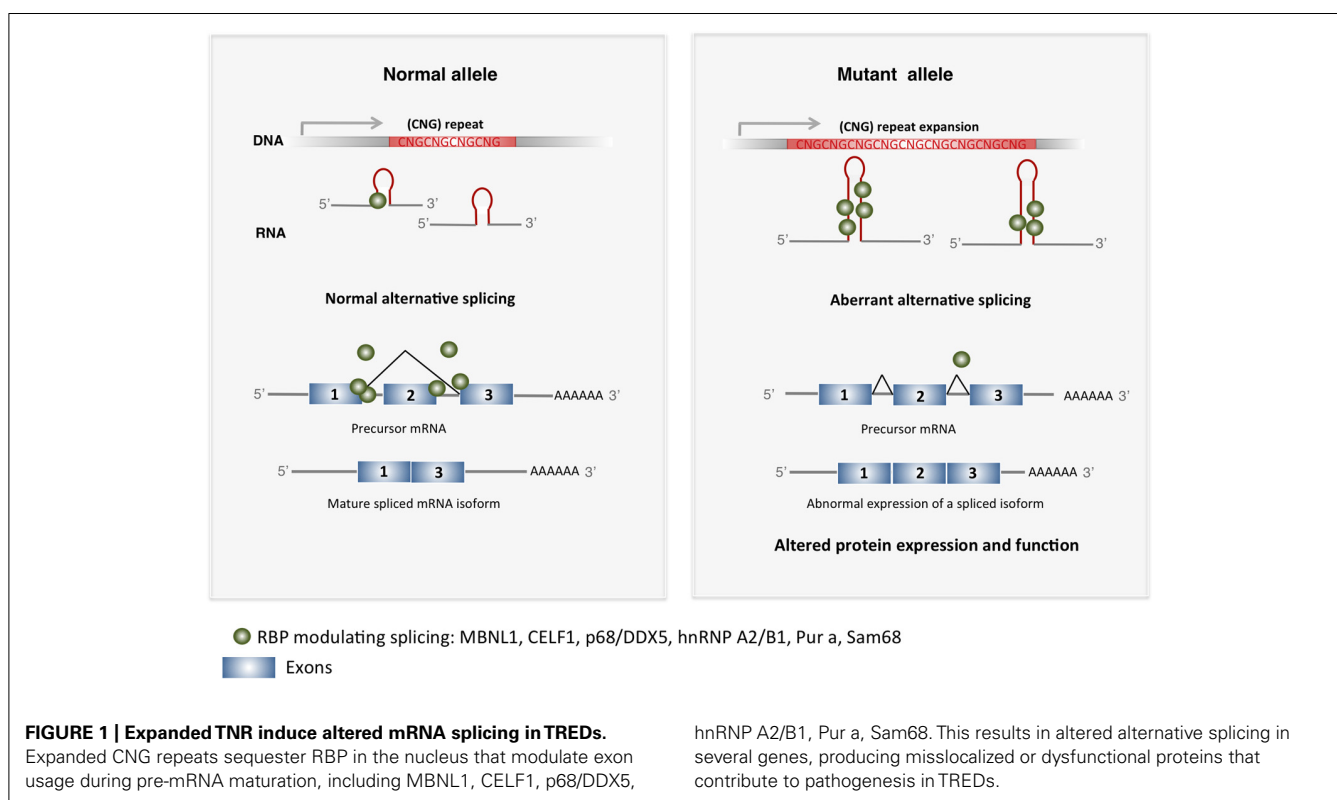 Normal allele
(CNG) repeat
DNA
CNGCNGCNGCNG
5’ 3’
5’ 3’
RNA
Normal alternative splicing
5’ 1 2 3 AAAAAA 3’
Precursor mRNA
5’ 1 3 AAAAAA 3’
Mature spliced mRNA isoform
Mutant allele
(CNG) repeat expansion
CNGCNGCNGCNGCNGCNGCNGCNGCNG
5’ 3’ 5’ 3’
Aberrant alternative splicing
5’ 1 2 3 AAAAAA 3’
Precursor mRNA
5’ 1 2 3 AAAAAA 3’
Abnormal expression of a spliced isoform
Altered protein expression and function
RBP modulating splicing: MBNL1, CELF1, p68/DDX5, hnRNP A2/B1, Pur a, Sam68
Exons
FIGURE 1 | Expanded TNR induce altered mRNA splicing in TREDs.
Expanded CNG repeats sequester RBP in the nucleus that modulate exon
usage during pre-mRNA maturation, including MBNL1, CELF1, p68/DDX5,
hnRNP A2/B1, Pur a, Sam68. This results in altered alternative splicing in
several genes, producing misslocalized or dysfunctional proteins that
contribute to pathogenesis in TREDs.